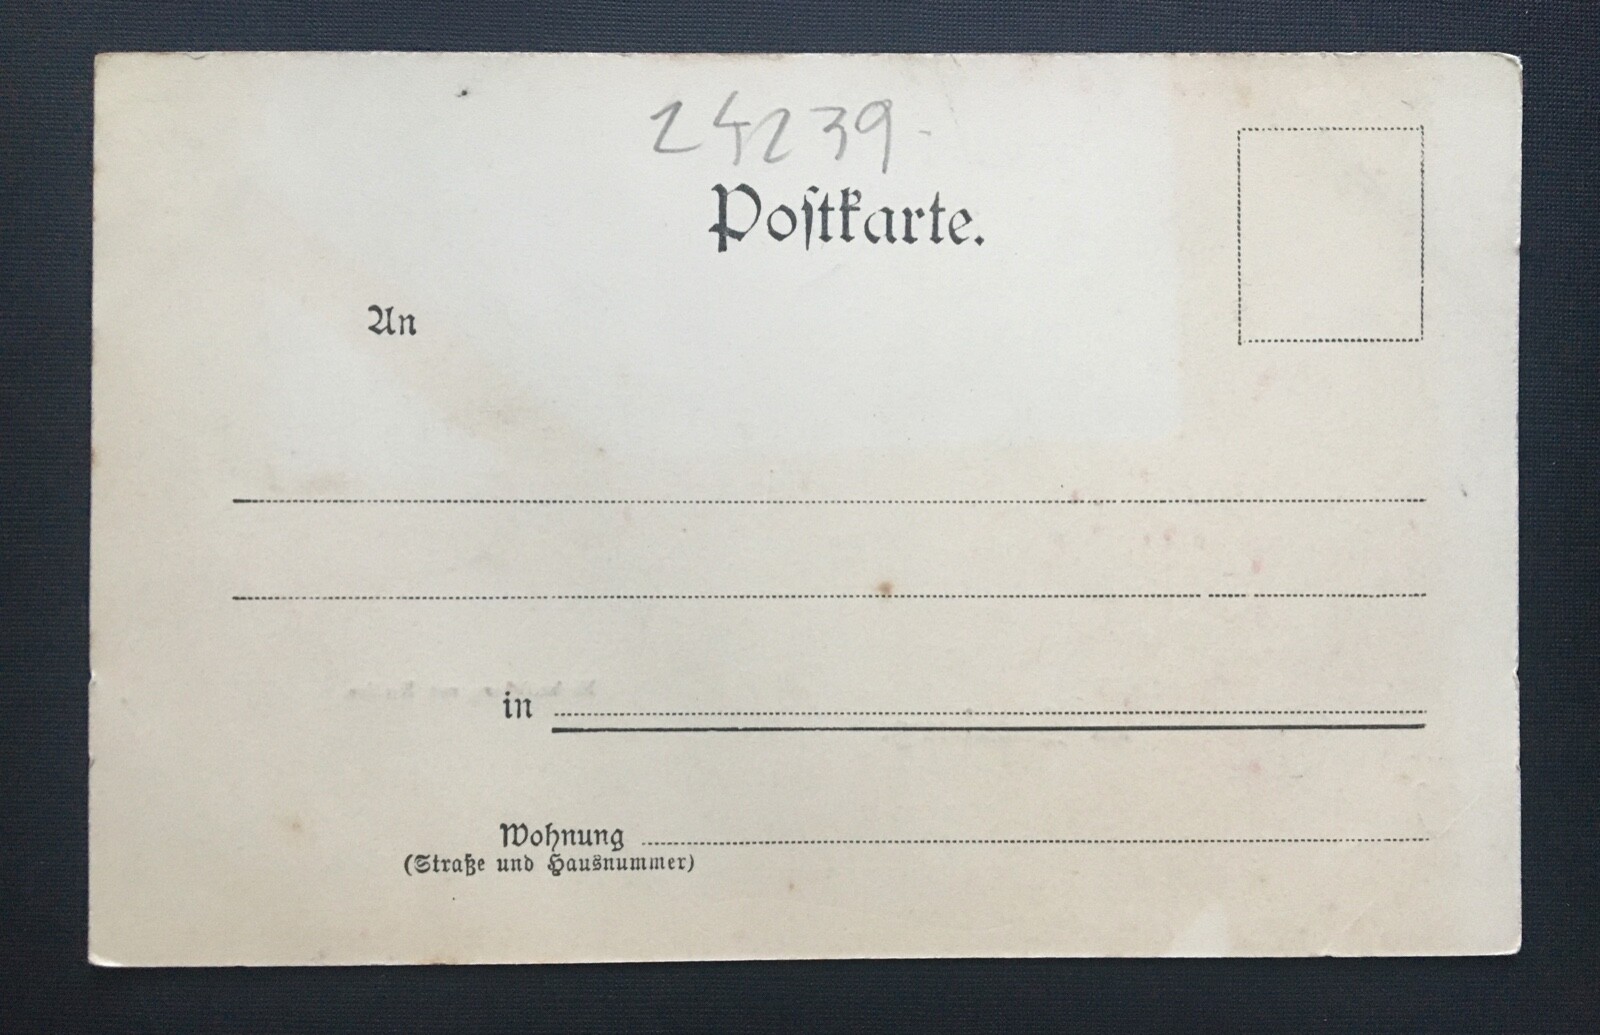 24239.
Poſtkarte.
An
in
Wohnung
(Straße und Hausnummer)